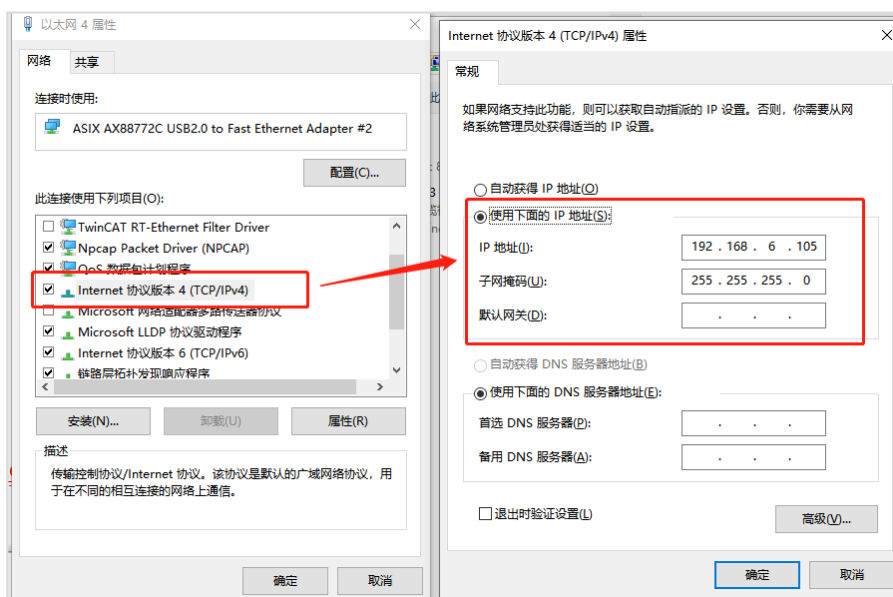 以太网 4 属性
网络
共享
连接时使用:
ASIX AX88772C USB2.0 to Fast Ethernet Adapter #2
配置(C)...
此连接使用下列项目(O):
TwinCAT RT-Ethernet Filter Driver
Npcap Packet Driver (NPCAP)
QoS 数据包计划程序
Internet 协议版本 4 (TCP/IPv4)
Microsoft 网络适配器多路传送器协议
Microsoft LLDP 协议驱动程序
Internet 协议版本 6 (TCP/IPv6)
链路层拓扑发现响应程序
安装(N)...
卸载(U)
属性(R)
描述
传输控制协议/Internet 协议。该协议是默认的广域网络协议，用
于在不同的相互连接的网络上通信。
确定
取消
Internet 协议版本 4 (TCP/IPv4) 属性
常规
如果网络支持此功能，则可以获取自动指派的 IP 设置。否则，你需要从网
络系统管理员处获得适当的 IP 设置。
自动获得 IP 地址(O)
使用下面的 IP 地址(S):
IP 地址(I):
192 . 168 . 6 . 105
子网掩码(U):
255 . 255 . 255 . 0
默认网关(D):
. . .
自动获得 DNS 服务器地址(B)
使用下面的 DNS 服务器地址(E):
首选 DNS 服务器(P):
. . .
备用 DNS 服务器(A):
. . .
退出时验证设置(L)
高级(V)...
确定
取消